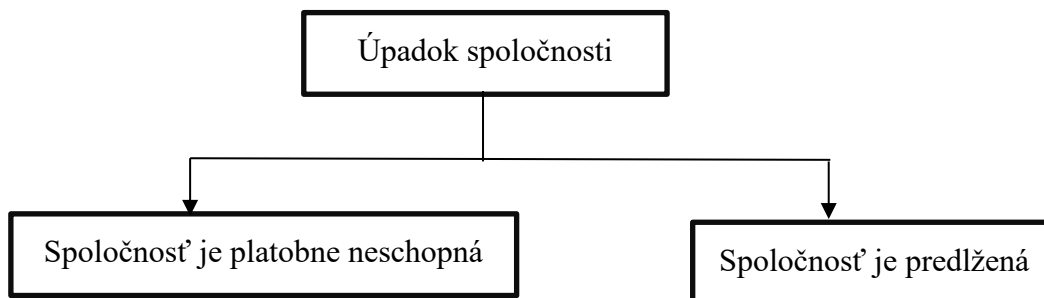 Úpadok spoločnosti
Spoločnosť je platobne neschopná
Spoločnosť je predlžená